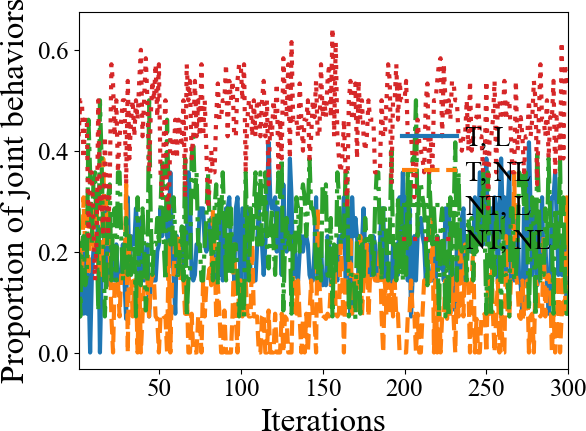 Proportion of joint behaviors
0.6
0.4
0.2
0.0
T, L
T, NL
NT, L
NT, NL
50
100
150
200
250
300
Iterations